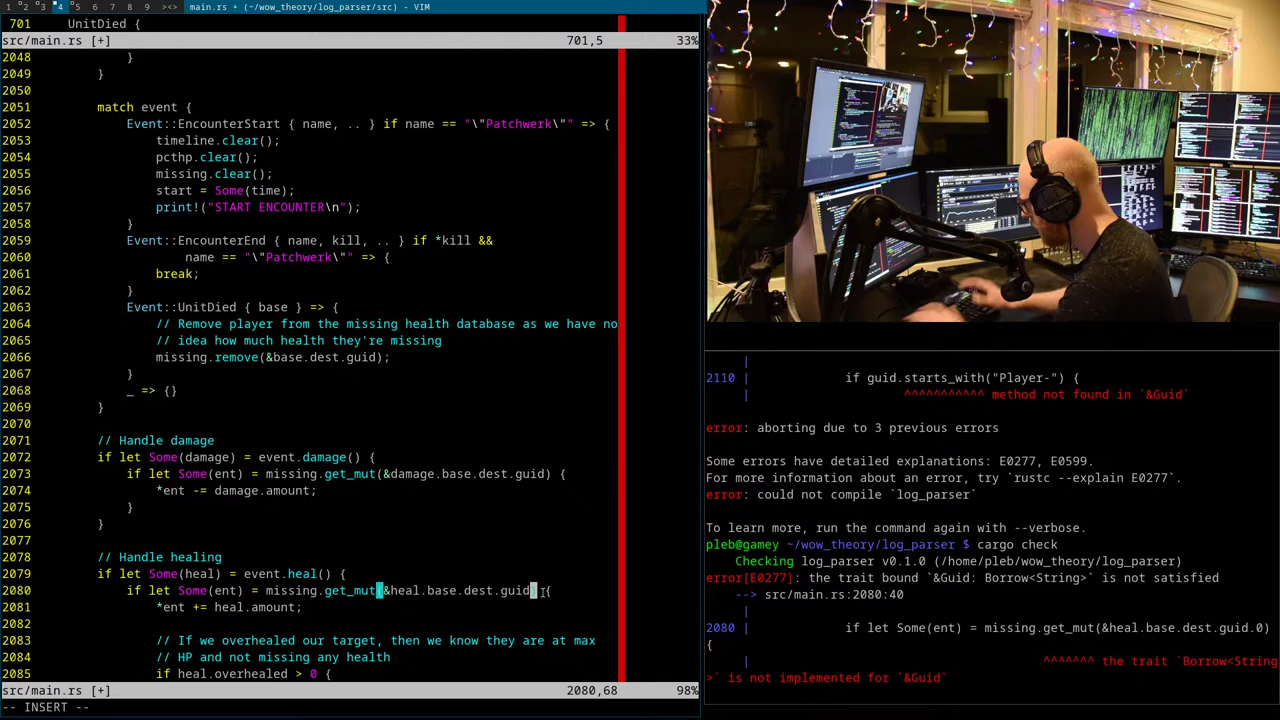 1 2 3 4 5 6 7 8 9 ><> main.rs + (~/wow_theory/log_parser/src) - VIM
701     UnitDied {
src/main.rs [+] 701,5 33%
2048             }
2049         }
2050
2051         match event {
2052             Event::EncounterStart { name, .. } if name == "\"Patchwerk\"" => {
2053                 timeline.clear();
2054                 pcthp.clear();
2055                 missing.clear();
2056                 start = Some(time);
2057                 print!("START ENCOUNTER\n");
2058             }
2059             Event::EncounterEnd { name, kill, .. } if *kill &&
2060                     name == "\"Patchwerk\"" => {
2061                 break;
2062             }
2063             Event::UnitDied { base } => {
2064                 // Remove player from the missing health database as we have no
2065                 // idea how much health they're missing
2066                 missing.remove(&base.dest.guid);
2067             }
2068             _ => {}
2069         }
2070
2071         // Handle damage
2072         if let Some(damage) = event.damage() {
2073             if let Some(ent) = missing.get_mut(&damage.base.dest.guid) {
2074                 *ent -= damage.amount;
2075             }
2076         }
2077
2078         // Handle healing
2079         if let Some(heal) = event.heal() {
2080             if let Some(ent) = missing.get_mut(&heal.base.dest.guid) {
2081                 *ent += heal.amount;
2082
2083                 // If we overhealed our target, then we know they are at max
2084                 // HP and not missing any health
2085                 if heal.overhealed > 0 {
src/main.rs [+] 2080,68 98%
-- INSERT --
|
2110 |             if guid.starts_with("Player-") {
|                     ^^^^^^^^^^^ method not found in `&Guid`
error: aborting due to 3 previous errors
Some errors have detailed explanations: E0277, E0599.
For more information about an error, try `rustc --explain E0277`.
error: could not compile `log_parser`
To learn more, run the command again with --verbose.
pleb@gamey ~/wow_theory/log_parser $ cargo check
Checking log_parser v0.1.0 (/home/pleb/wow_theory/log_parser)
error[E0277]: the trait bound `&Guid: Borrow<String>` is not satisfied
--> src/main.rs:2080:40
|
2080 |             if let Some(ent) = missing.get_mut(&heal.base.dest.guid.0)
{
|                                        ^^^^^^^ the trait `Borrow<String
>` is not implemented for `&Guid`